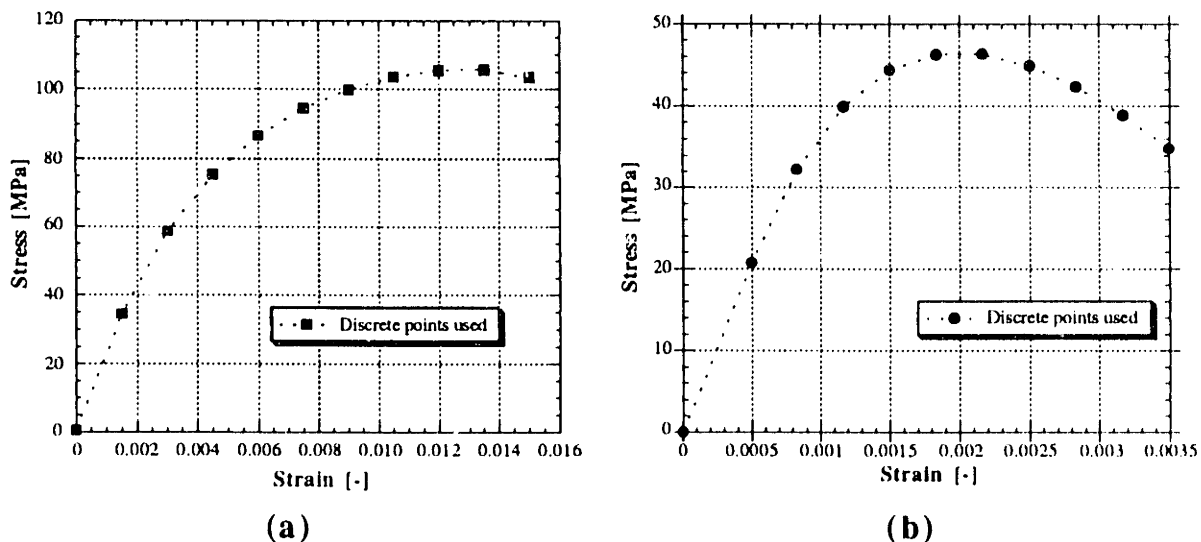 120
100
80
60
40
20
0
Stress [MPa]
Discrete points used
0 0.002 0.004 0.006 0.008 0.010 0.012 0.014 0.016
Strain [-]
(a)
50
40
30
20
10
0
Stress [MPa]
Discrete points used
0 0.0005 0.001 0.0015 0.002 0.0025 0.003 0.0035
Strain [-]
(b)